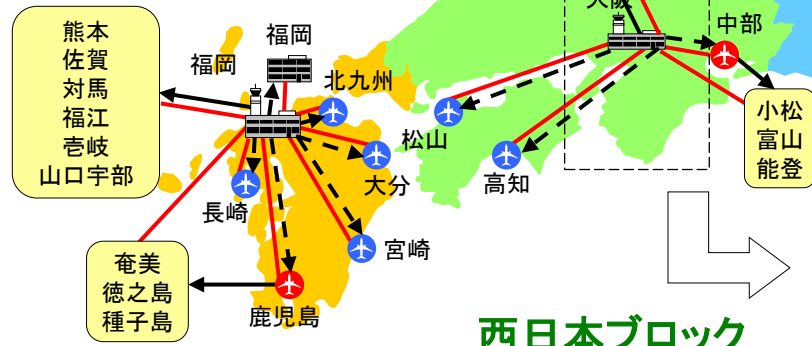 熊本
佐賀
対馬
福江
壱岐
山口宇部
福岡
福岡
北九州
大分
長崎
宮崎
鹿児島
奄美
徳之島
種子島
大阪
中部
松山
高知
小松
富山
能登
西日本ブロック